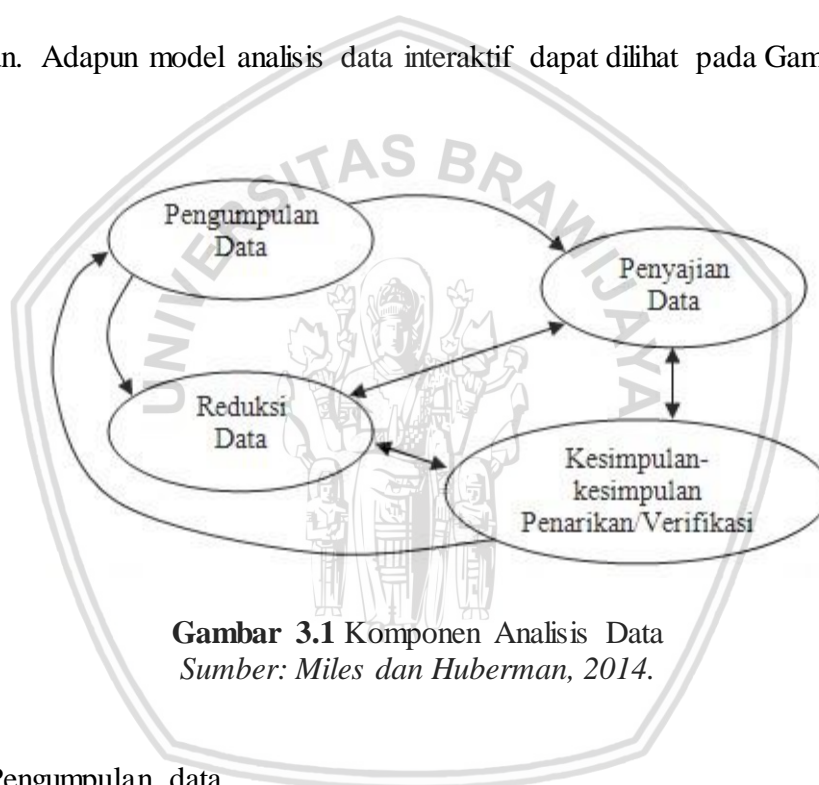 an. Adapun model analisis data interaktif dapat dilihat pada Gam
UNIVERSITAS BRAWIJAYA
Pengumpulan
Data
Penyajian
Data
Reduksi
Data
Kesimpulan-
kesimpulan
Penarikan/Verifikasi
Gambar 3.1 Komponen Analisis Data
Sumber: Miles dan Huberman, 2014.
Pengumpulan data